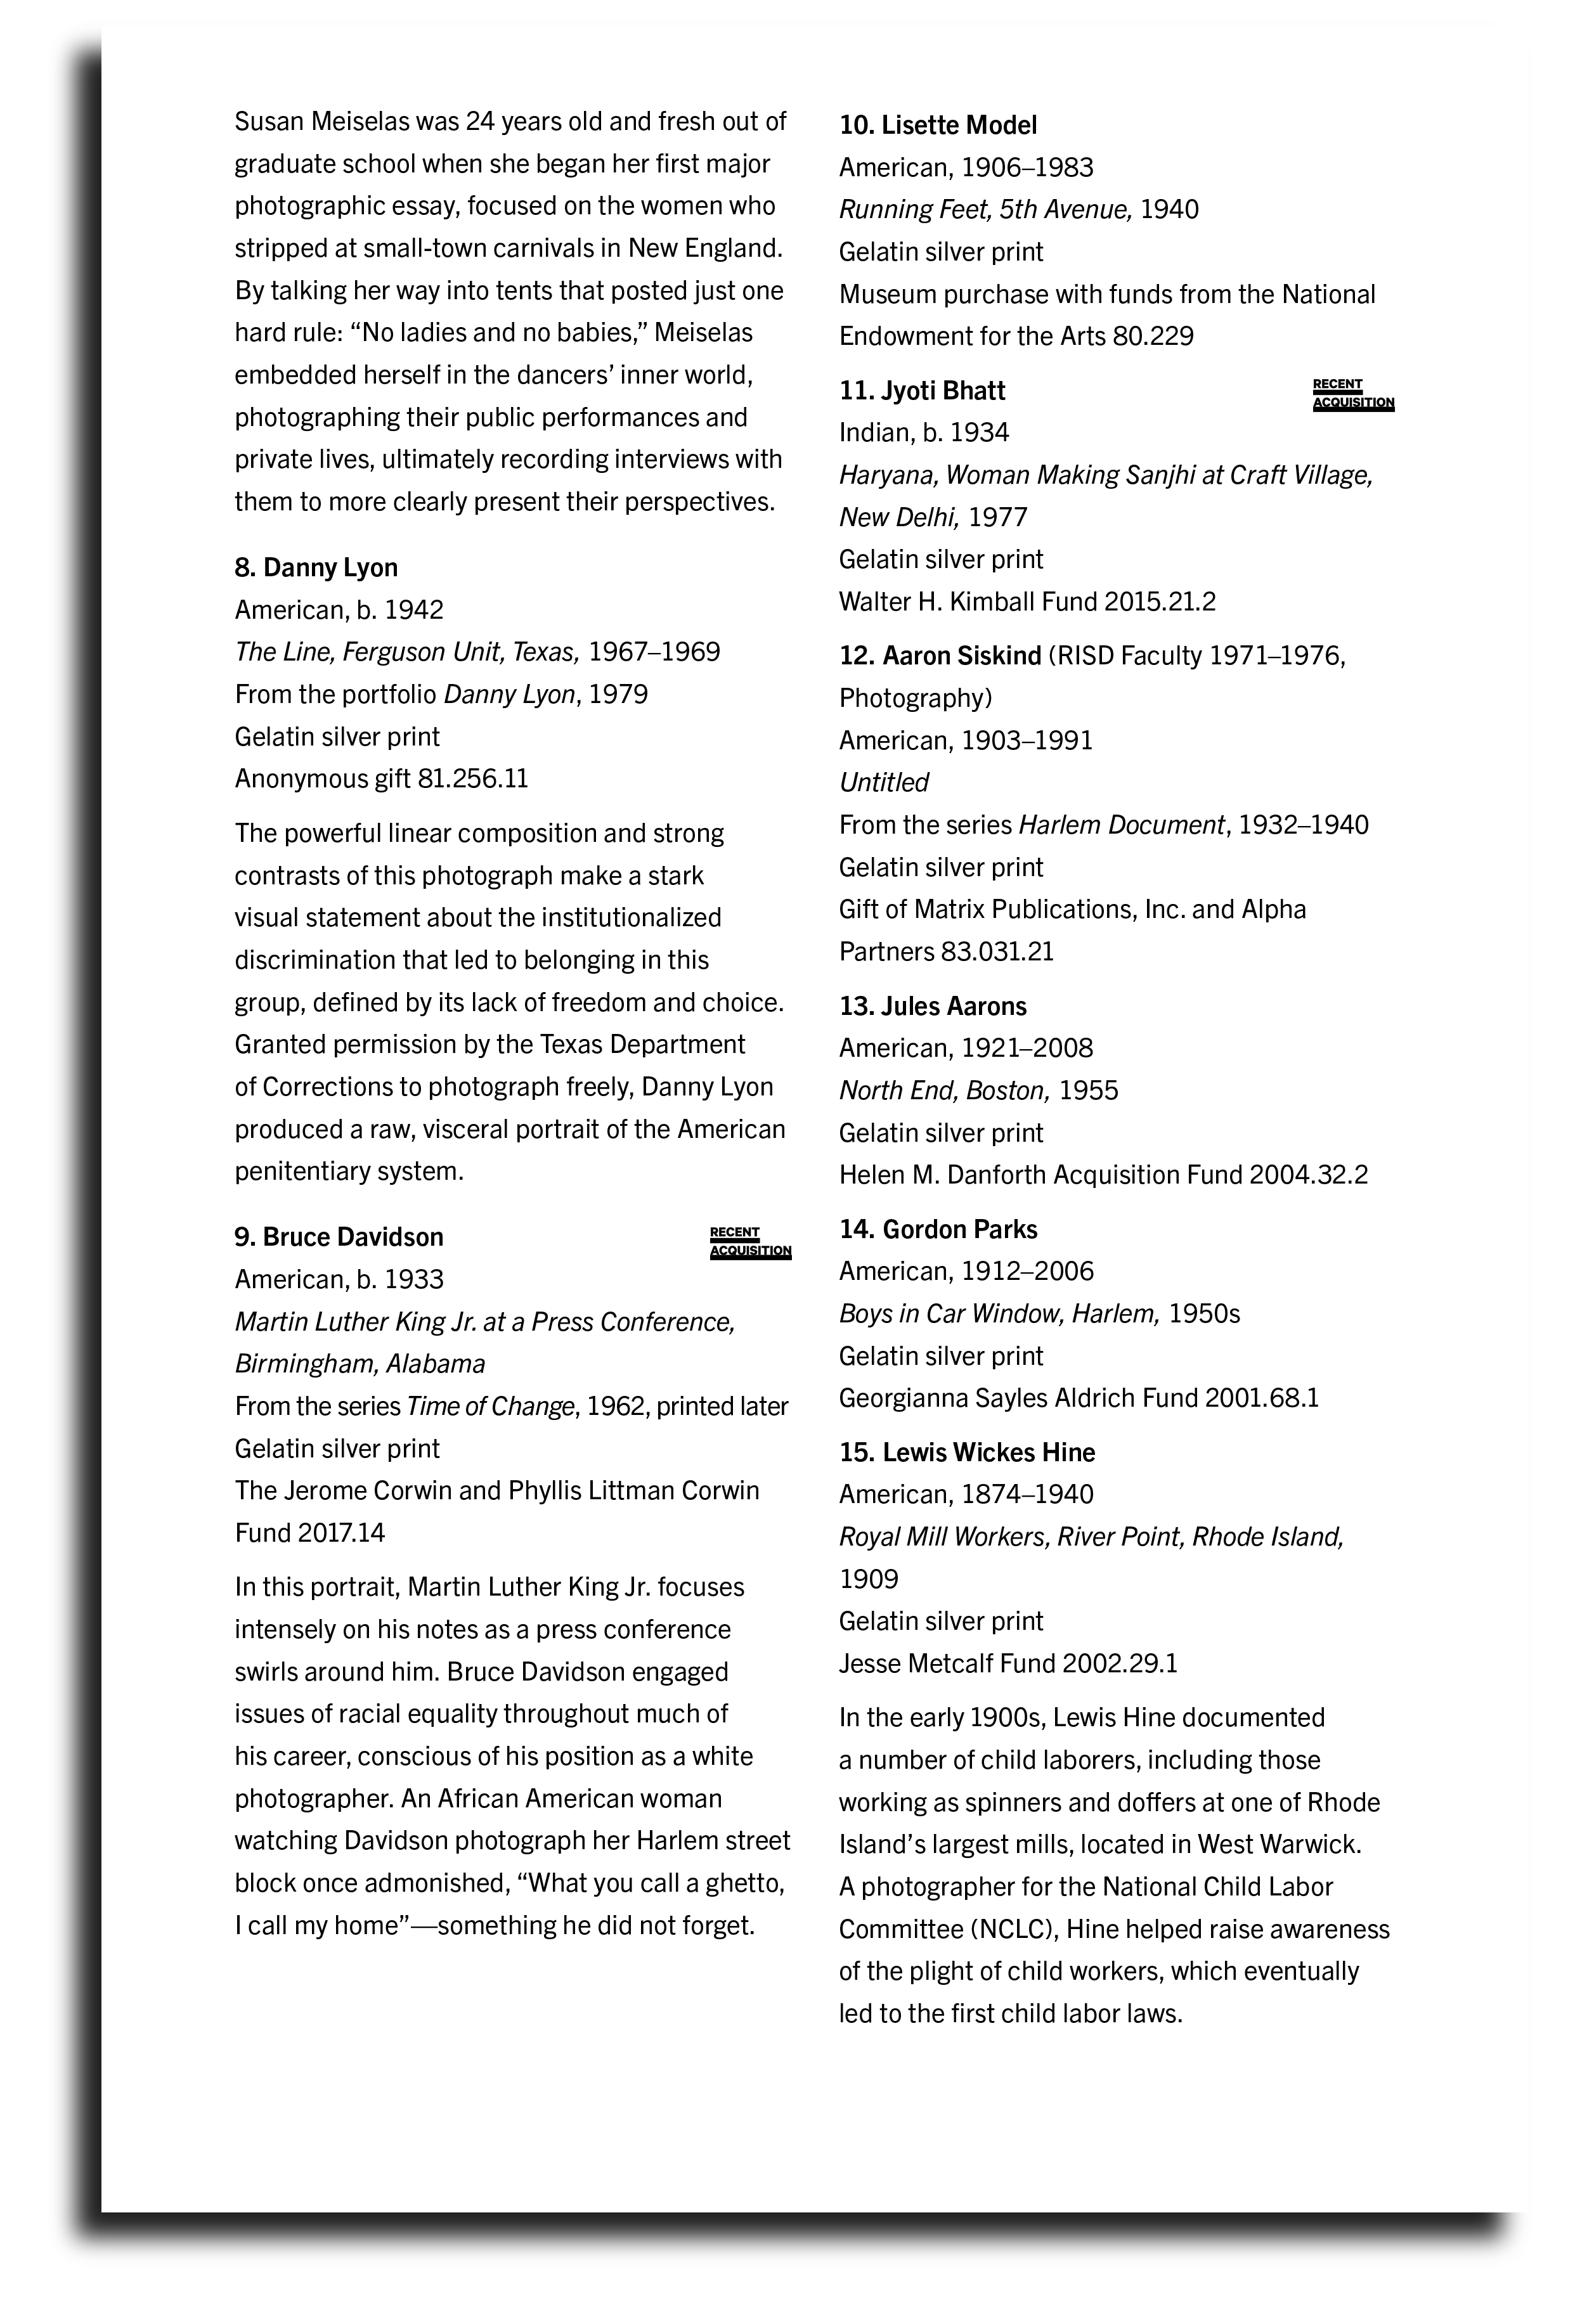 Susan Meiselas was 24 years old and fresh out of
graduate school when she began her first major
photographic essay, focused on the women who
stripped at small-town carnivals in New England.
By talking her way into tents that posted just one
hard rule: “No ladies and no babies,” Meiselas
embedded herself in the dancers’ inner world,
photographing their public performances and
private lives, ultimately recording interviews with
them to more clearly present their perspectives.
8. Danny Lyon
American, b. 1942
The Line, Ferguson Unit, Texas, 1967–1969
From the portfolio Danny Lyon, 1979
Gelatin silver print
Anonymous gift 81.256.11
The powerful linear composition and strong
contrasts of this photograph make a stark
visual statement about the institutionalized
discrimination that led to belonging in this
group, defined by its lack of freedom and choice.
Granted permission by the Texas Department
of Corrections to photograph freely, Danny Lyon
produced a raw, visceral portrait of the American
penitentiary system.
9. Bruce Davidson
RECENT
ACQUISITION
American, b. 1933
Martin Luther King Jr. at a Press Conference,
Birmingham, Alabama
From the series Time of Change, 1962, printed later
Gelatin silver print
The Jerome Corwin and Phyllis Littman Corwin
Fund 2017.14
In this portrait, Martin Luther King Jr. focuses
intensely on his notes as a press conference
swirls around him. Bruce Davidson engaged
issues of racial equality throughout much of
his career, conscious of his position as a white
photographer. An African American woman
watching Davidson photograph her Harlem street
block once admonished, “What you call a ghetto,
I call my home”—something he did not forget.
10. Lisette Model
American, 1906–1983
Running Feet, 5th Avenue, 1940
Gelatin silver print
Museum purchase with funds from the National
Endowment for the Arts 80.229
11. Jyoti Bhatt
RECENT
ACQUISITION
Indian, b. 1934
Haryana, Woman Making Sanjhi at Craft Village,
New Delhi, 1977
Gelatin silver print
Walter H. Kimball Fund 2015.21.2
12. Aaron Siskind (RISD Faculty 1971–1976,
Photography)
American, 1903–1991
Untitled
From the series Harlem Document, 1932–1940
Gelatin silver print
Gift of Matrix Publications, Inc. and Alpha
Partners 83.031.21
13. Jules Aarons
American, 1921–2008
North End, Boston, 1955
Gelatin silver print
Helen M. Danforth Acquisition Fund 2004.32.2
14. Gordon Parks
American, 1912–2006
Boys in Car Window, Harlem, 1950s
Gelatin silver print
Georgianna Sayles Aldrich Fund 2001.68.1
15. Lewis Wickes Hine
American, 1874–1940
Royal Mill Workers, River Point, Rhode Island,
1909
Gelatin silver print
Jesse Metcalf Fund 2002.29.1
In the early 1900s, Lewis Hine documented
a number of child laborers, including those
working as spinners and doffers at one of Rhode
Island’s largest mills, located in West Warwick.
A photographer for the National Child Labor
Committee (NCLC), Hine helped raise awareness
of the plight of child workers, which eventually
led to the first child labor laws.